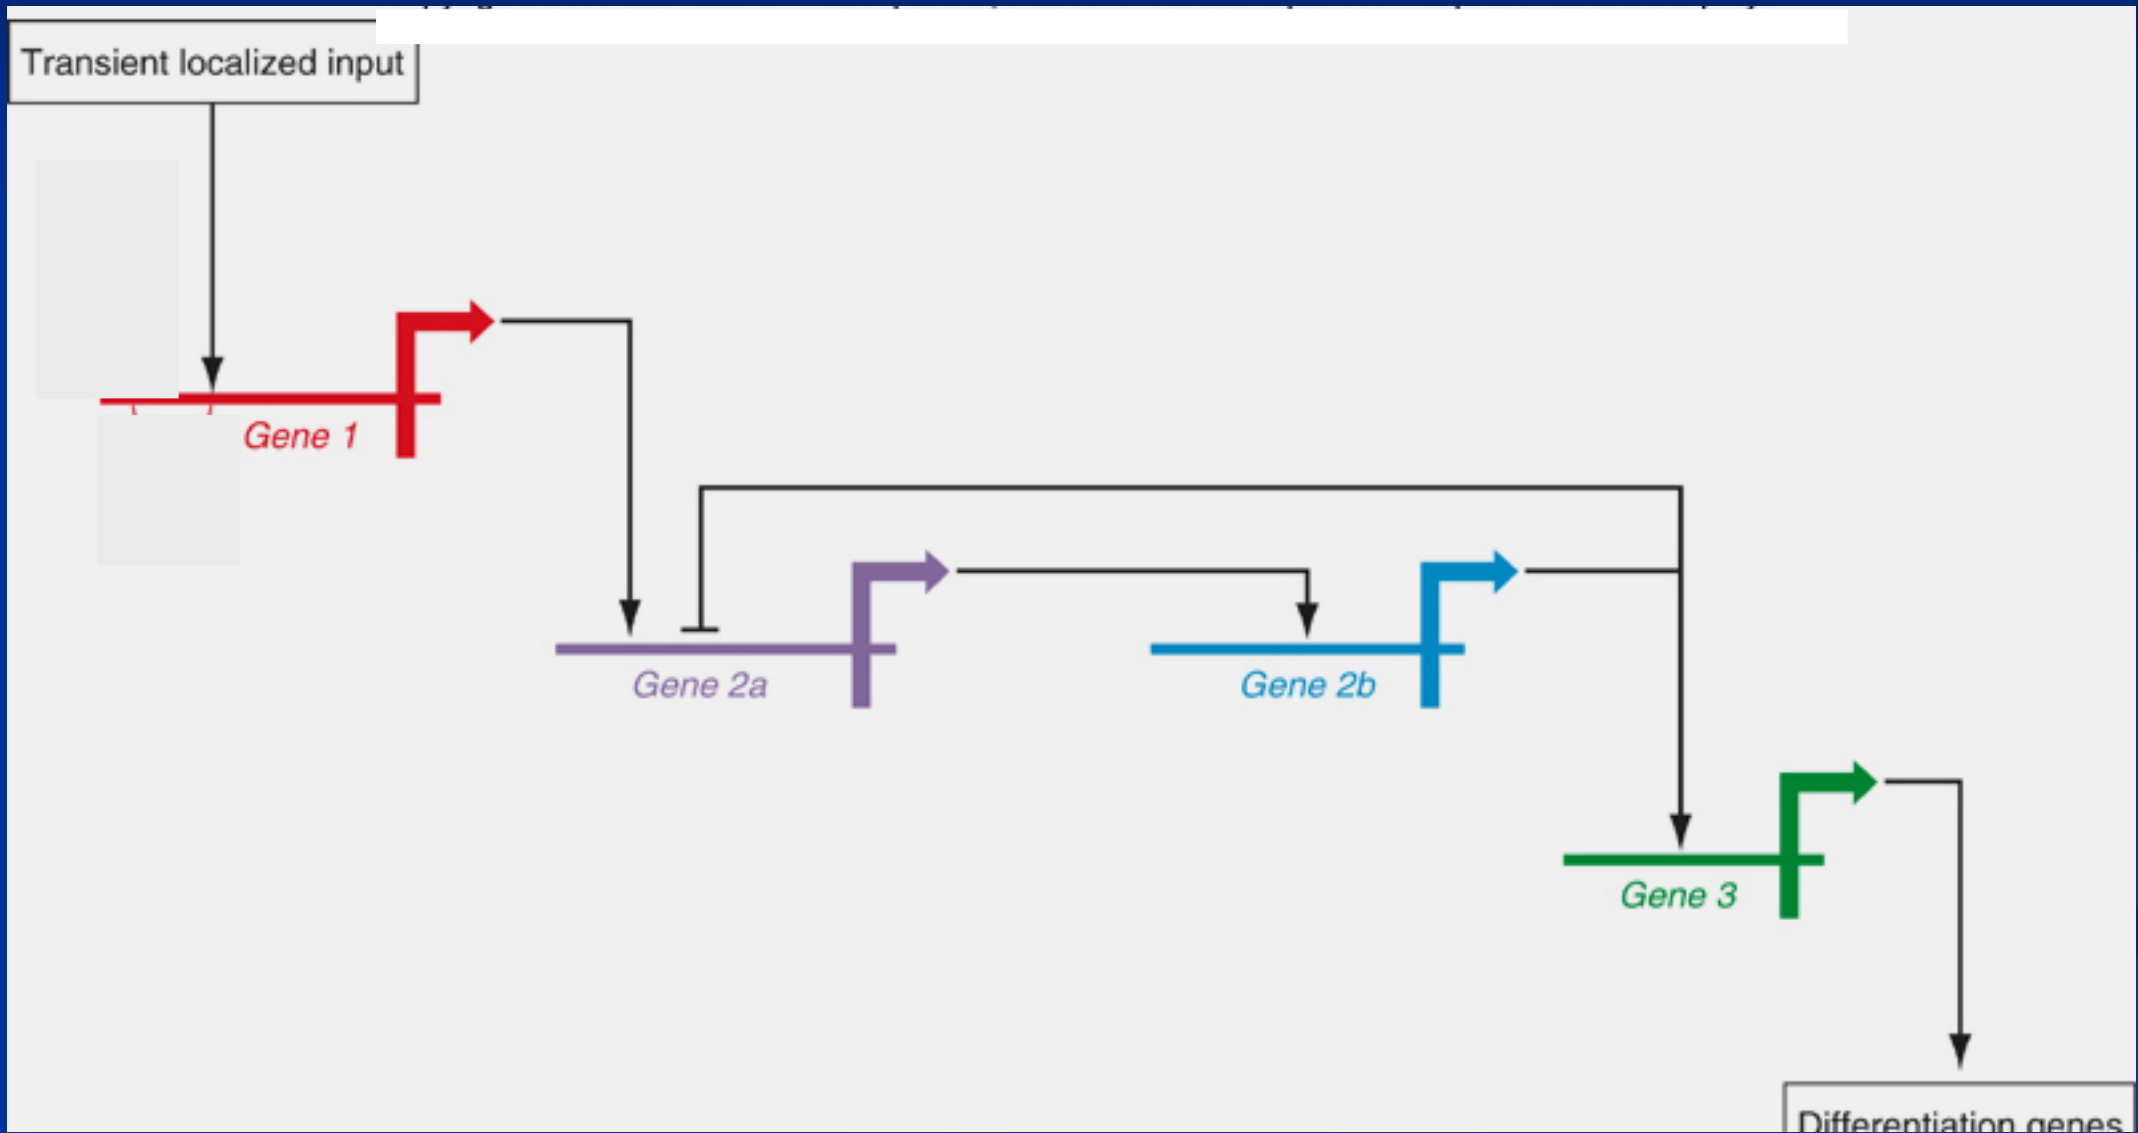 Transient localized input
Gene 1
Gene 2a
Gene 2b
Gene 3
Differentiation genes